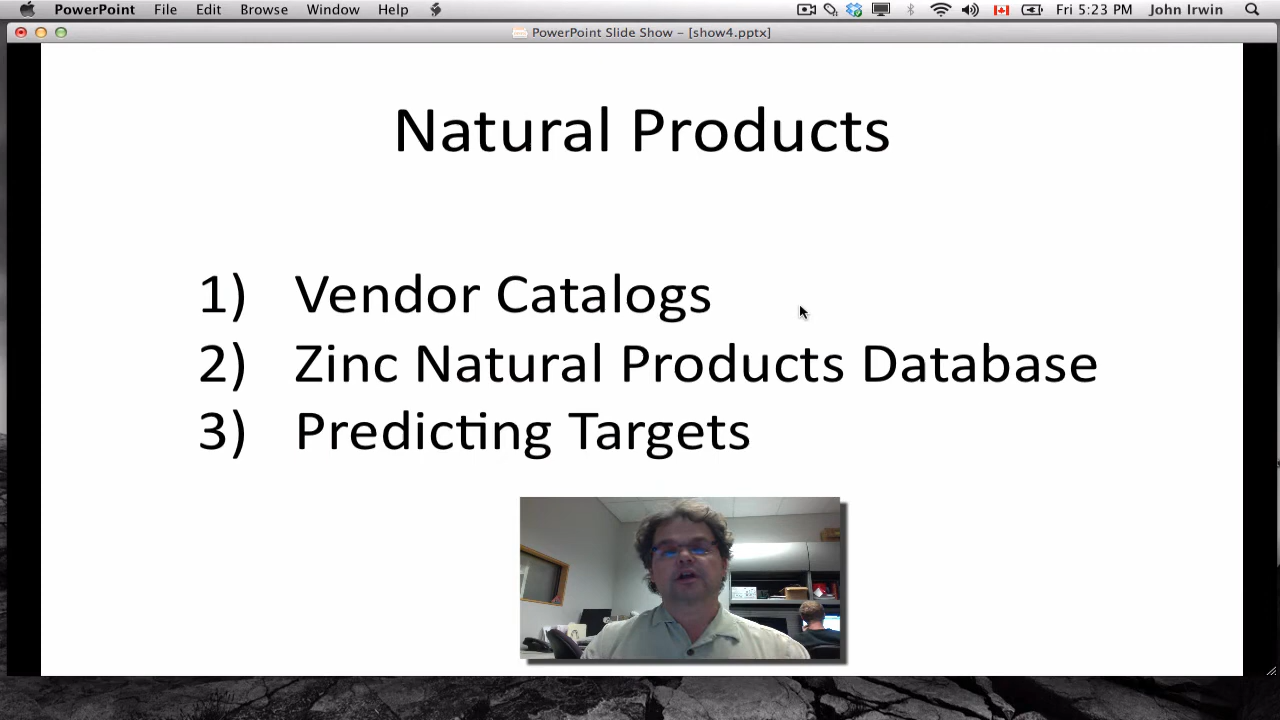 PowerPoint File Edit Browse Window Help Fri 5:23 PM John Irwin
PowerPoint Slide Show – [show4.pptx]
Natural Products
1) Vendor Catalogs
2) Zinc Natural Products Database
3) Predicting Targets